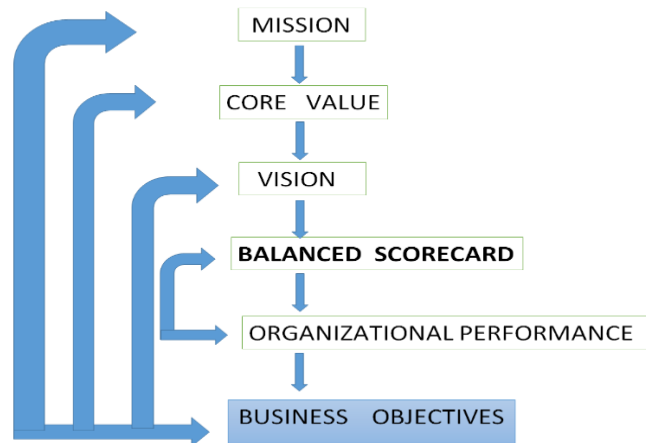 MISSION
CORE VALUE
VISION
BALANCED SCORECARD
ORGANIZATIONAL PERFORMANCE
BUSINESS OBJECTIVES